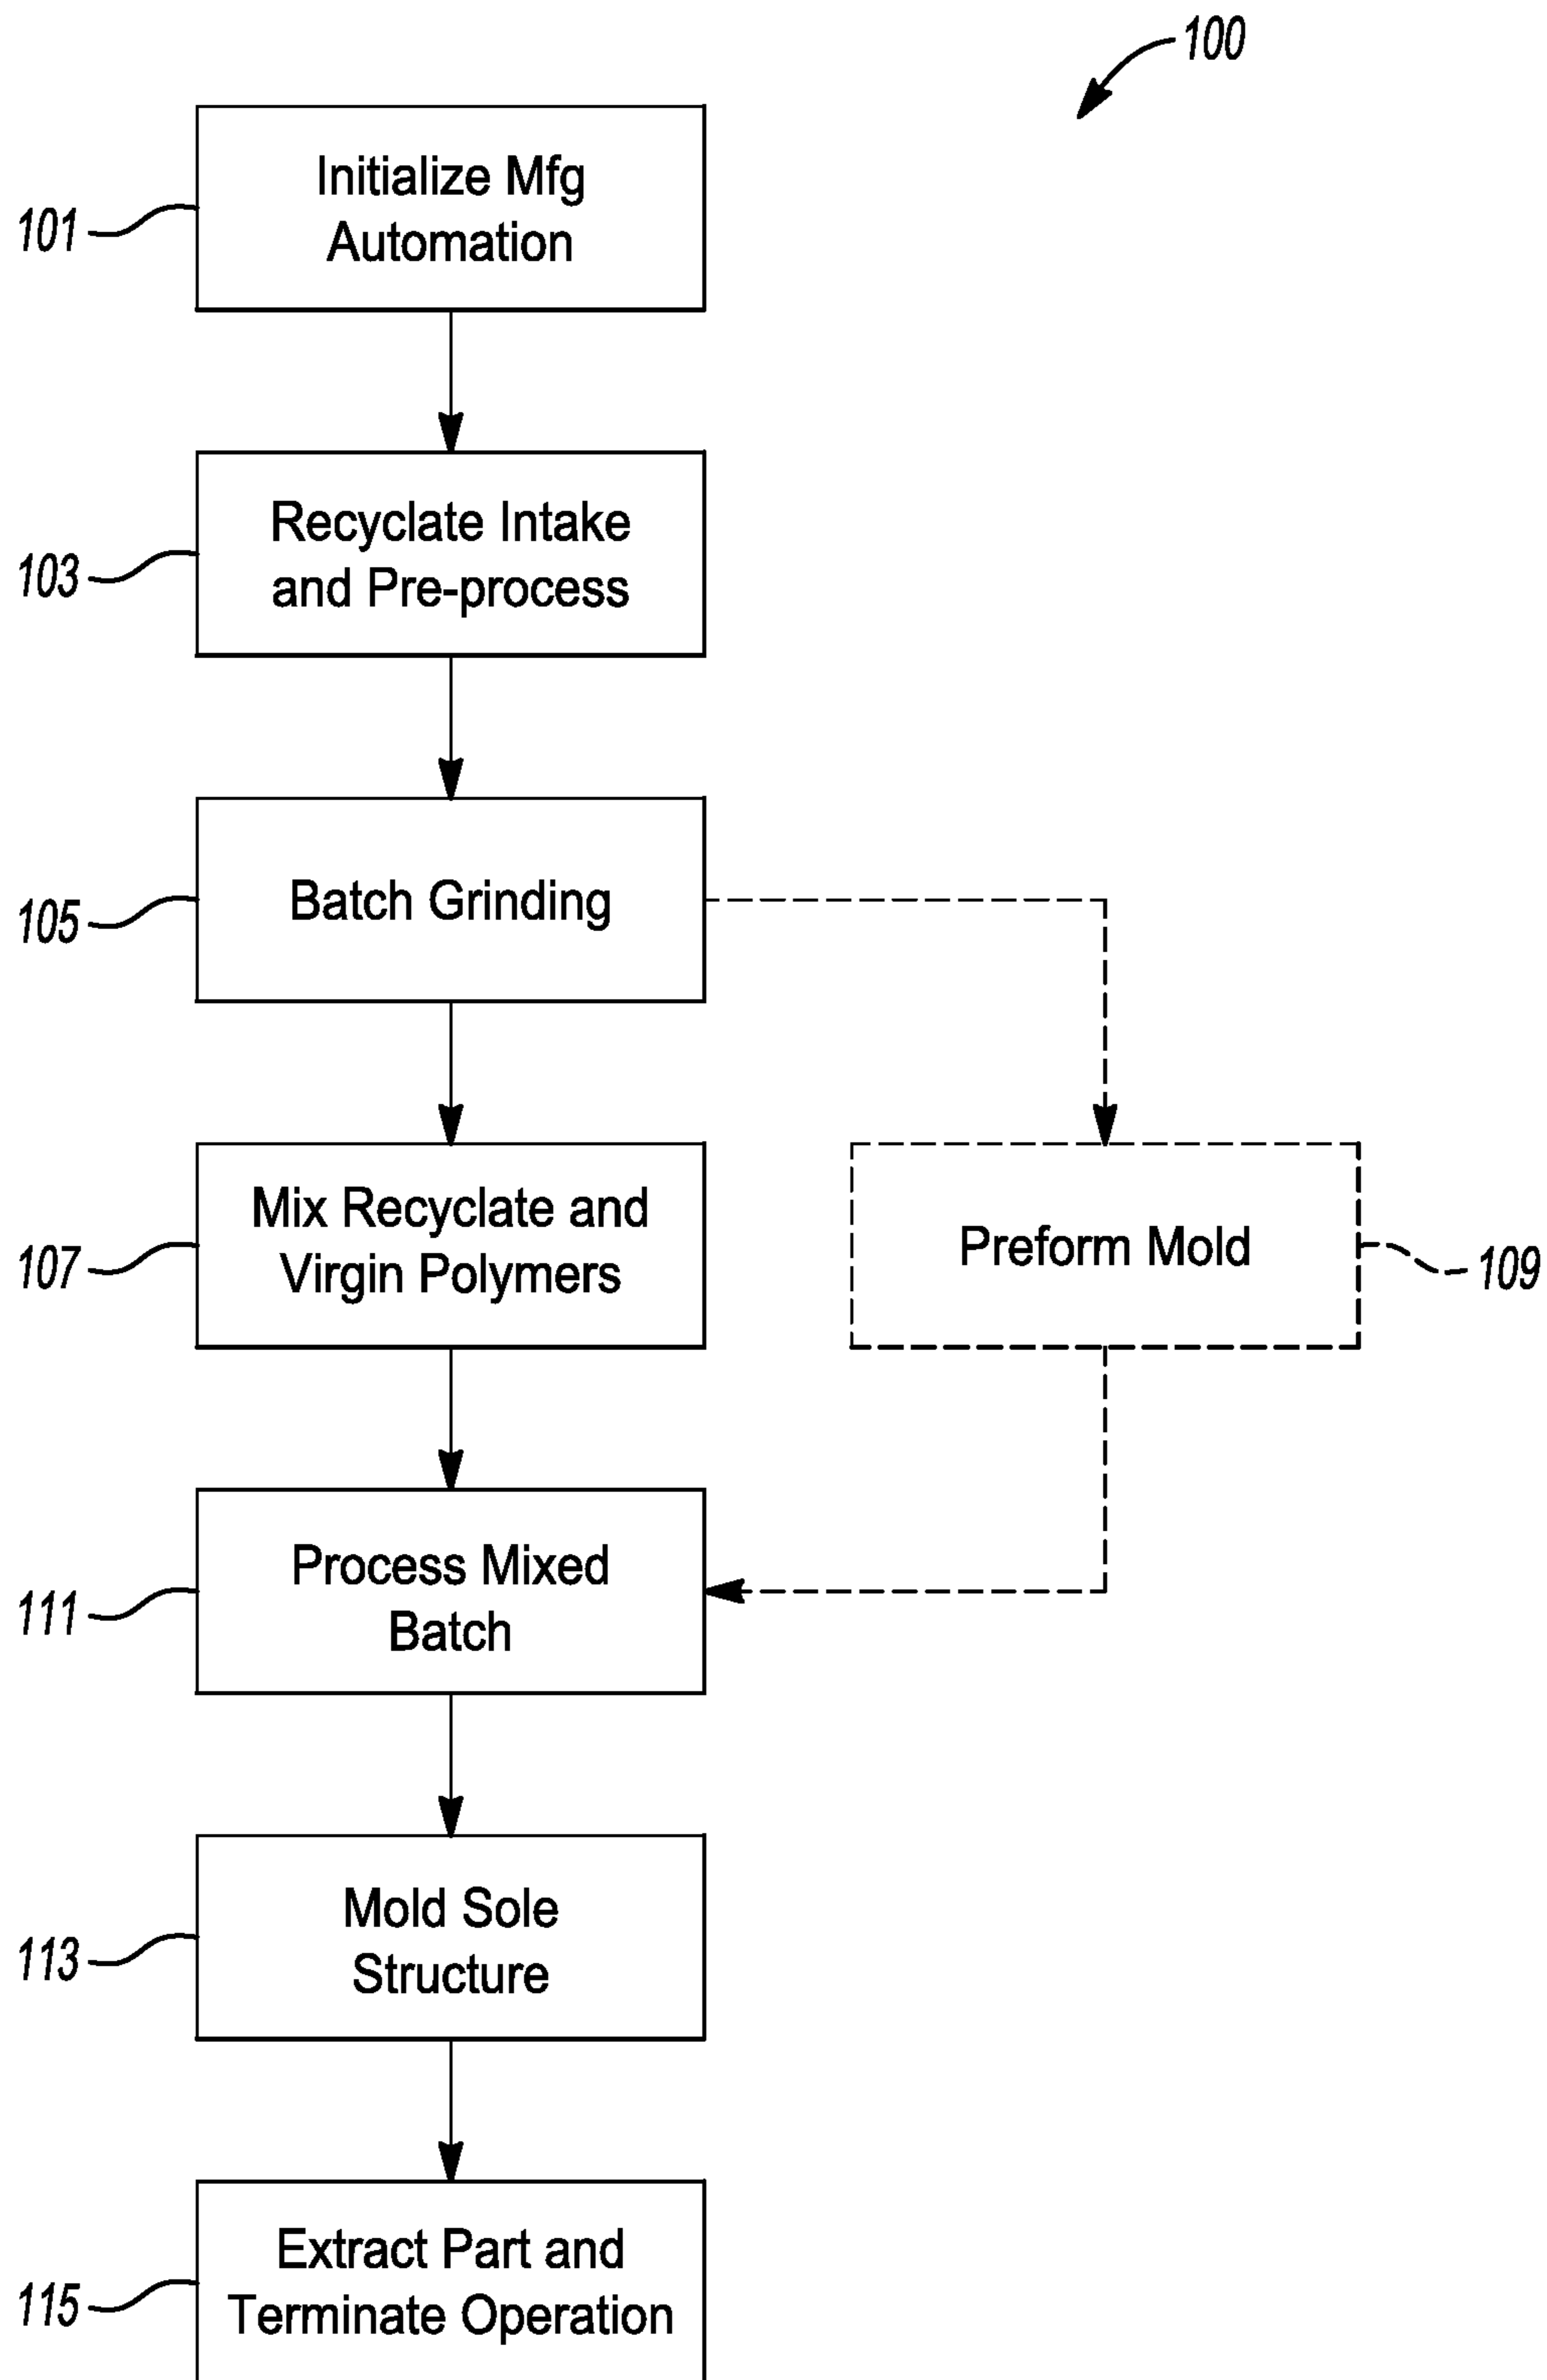 100
Initialize Mfg
Automation
101
Recyclate Intake
and Pre-process
103
Batch Grinding
105
Mix Recyclate and
Virgin Polymers
107
Preform Mold
109
Process Mixed
Batch
111
Mold Sole
Structure
113
Extract Part and
Terminate Operation
115